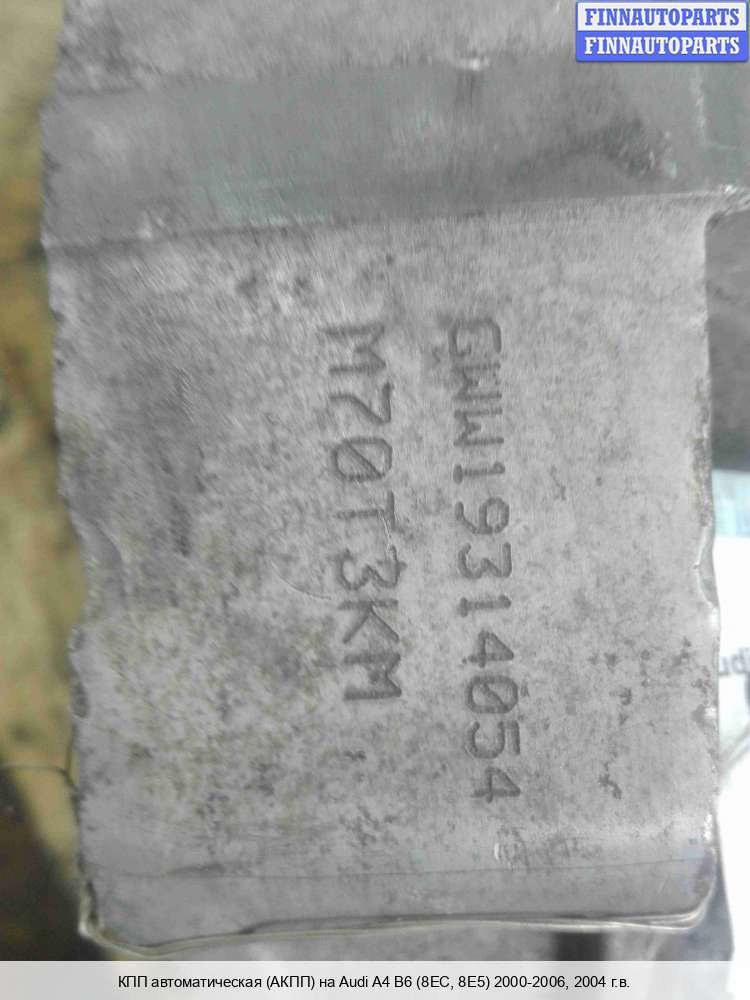 FINNAUTOPARTS
FINNAUTOPARTS
GWW19314054
M70T3KM
КПП автоматическая (АКПП) на Audi A4 B6 (8EC, 8E5) 2000-2006, 2004 г.в.